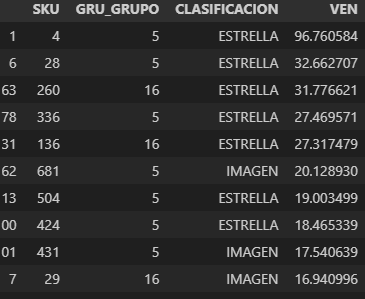 SKU GRU_GRUPO CLASIFICACION VEN
1 4 5 ESTRELLA 96.760584
6 28 5 ESTRELLA 32.662707
63 260 16 ESTRELLA 31.776621
78 336 5 ESTRELLA 27.469571
31 136 16 ESTRELLA 27.317479
62 681 5 IMAGEN 20.128930
13 504 5 ESTRELLA 19.003499
00 424 5 ESTRELLA 18.465339
01 431 5 IMAGEN 17.540639
7 29 16 IMAGEN 16.940996